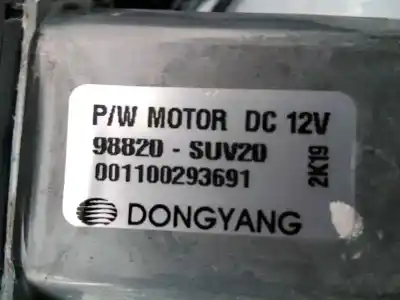 P/W MOTOR DC 12V
98820 - SUV20
001100293691
2K19
DONGYANG